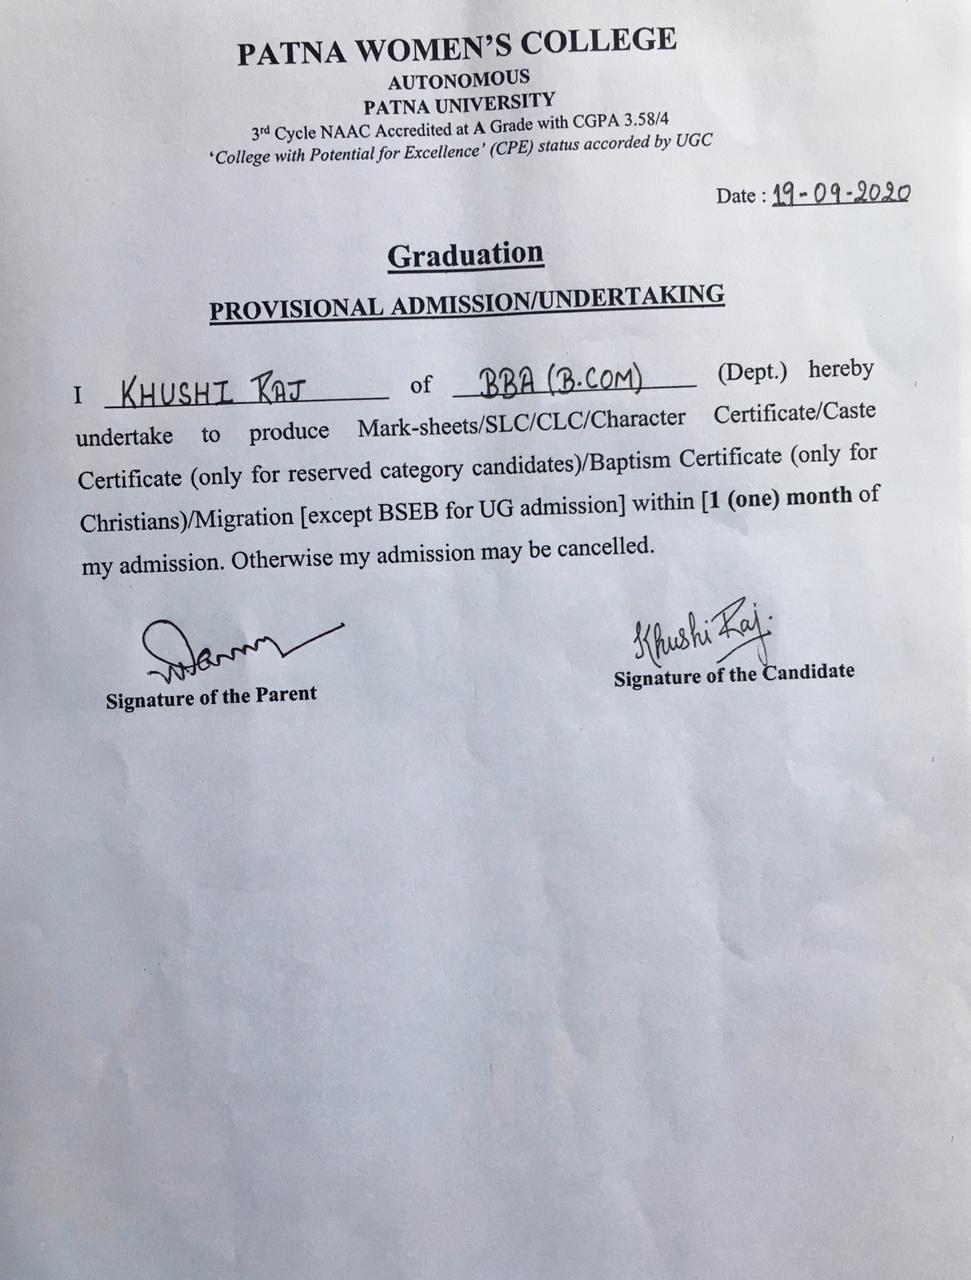 PATNA WOMEN'S COLLEGE
AUTONOMOUS
PATNA UNIVERSITY
3rd Cycle NAAC Accredited at A Grade with CGPA 3.58/4
'College with Potential for Excellence' (CPE) status accorded by UGC
Date : 19-09-2020
Graduation
PROVISIONAL ADMISSION/UNDERTAKING
I KHUSHI RAJ of BBA (B.COM) (Dept.) hereby
undertake to produce Mark-sheets/SLC/CLC/Character Certificate/Caste
Certificate (only for reserved category candidates)/Baptism Certificate (only for
Christians)/Migration [except BSEB for UG admission] within [1 (one) month of
my admission. Otherwise my admission may be cancelled.
Khushi Raj.
Signature of the Parent Signature of the Candidate